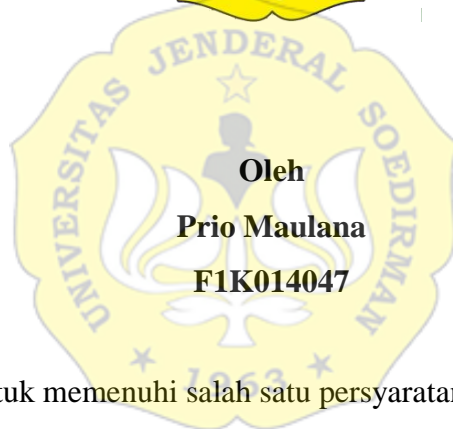 UNIVERSITAS JENDERAL SOEDIRMAN
Oleh
Prio Maulana
F1K014047
1963
tuk memenuhi salah satu persyaratan